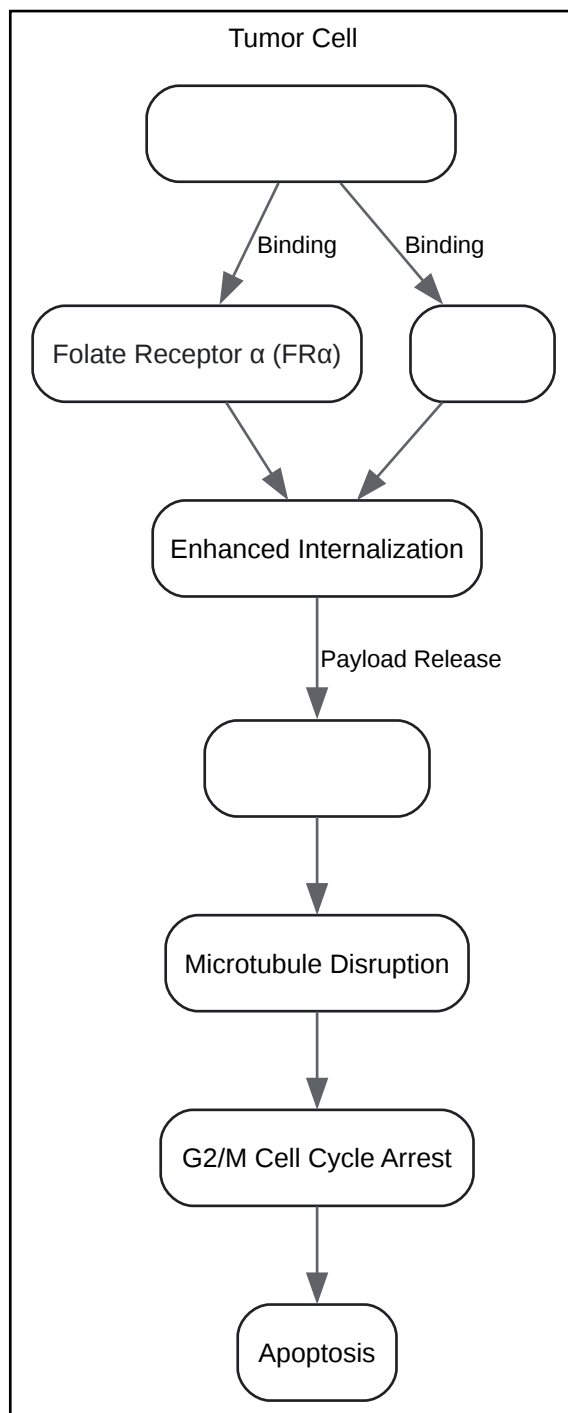 Tumor Cell
Binding
Binding
Folate Receptor α (FRα)
Enhanced Internalization
Payload Release
Microtubule Disruption
G2/M Cell Cycle Arrest
Apoptosis